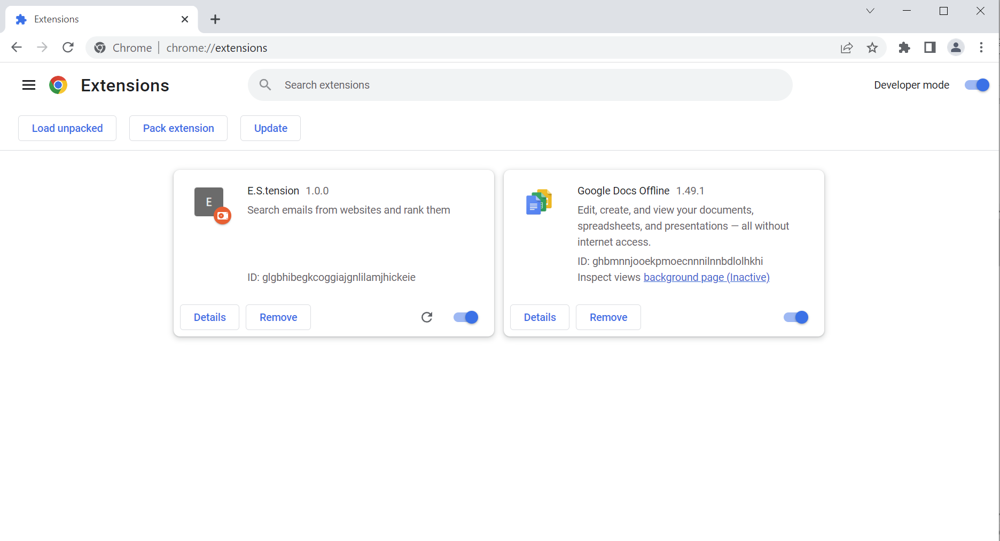 Extensions
Chrome | chrome://extensions
Extensions
Search extensions
Developer mode
Load unpacked
Pack extension
Update
E
E.S.tension 1.0.0
Search emails from websites and rank them
ID: glgbhibegkcoggiajgnlilamjhickeie
Details
Remove
Google Docs Offline 1.49.1
Edit, create, and view your documents,
spreadsheets, and presentations — all without
internet access.
ID: ghbmnnjooekpmoecnnnilnnbdlolhkhi
Inspect views background page (Inactive)
Details
Remove